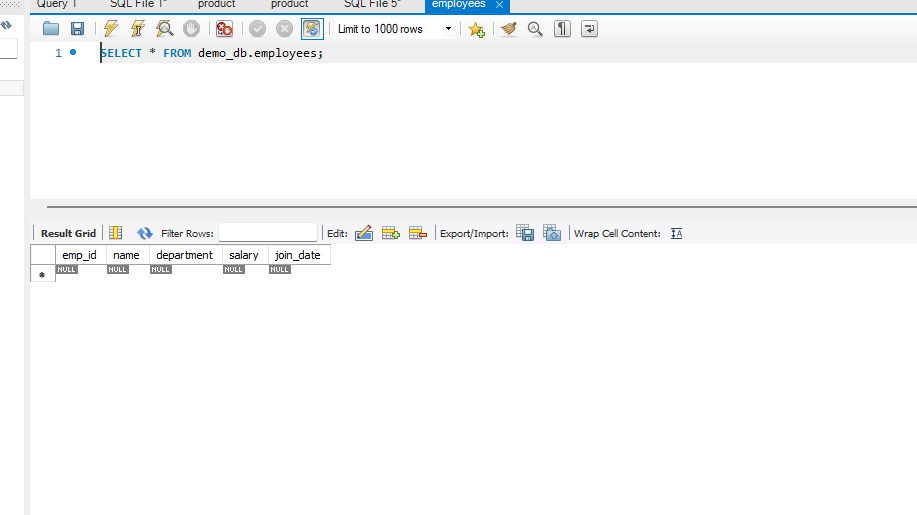 Query 1 SQL File 1* product product SQL File 5* employees
Limit to 1000 rows
1 SELECT * FROM demo_db.employees;
Result Grid Filter Rows: Edit: Export/Import: Wrap Cell Content:
emp_id name department salary join_date
NULL NULL NULL NULL NULL